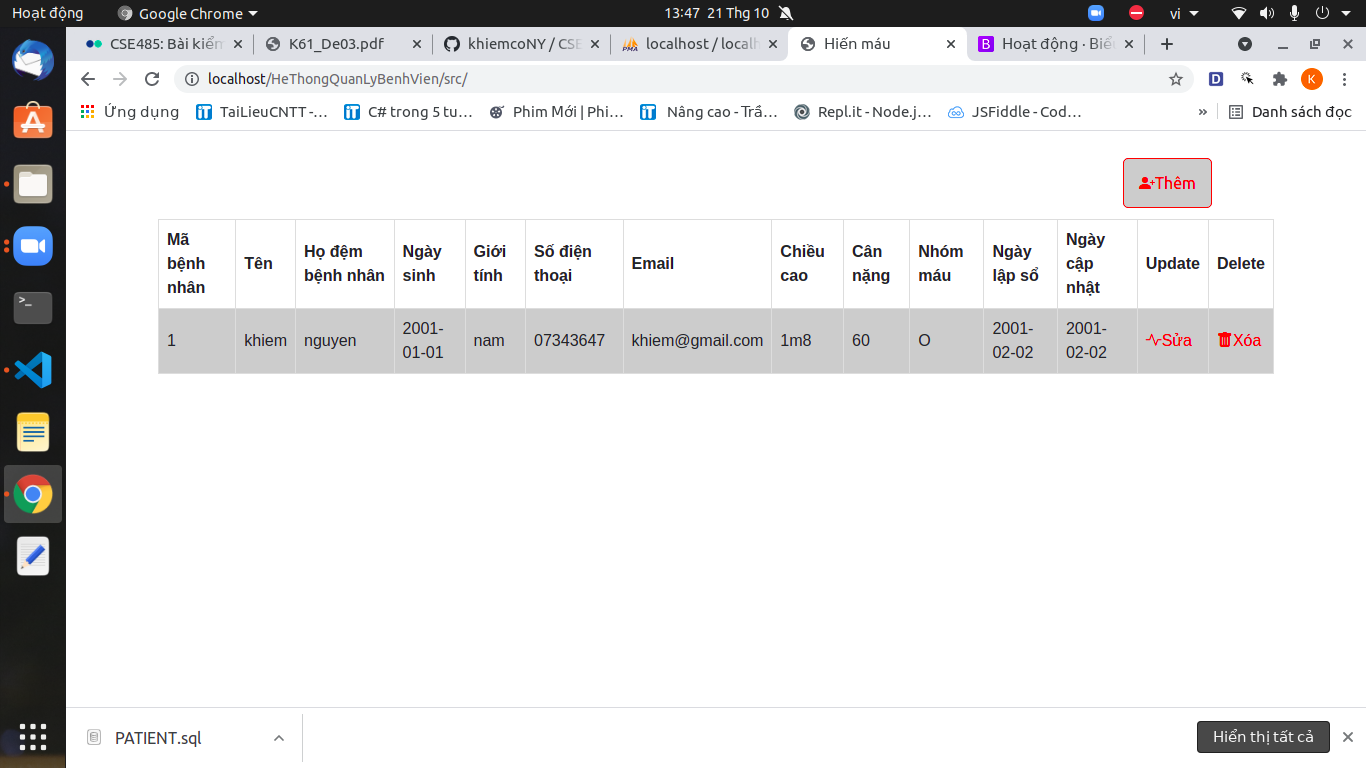 Hoạt động
Google Chrome
13:47 21 Thg 10
vi
CSE485: Bài kiểm
K61_De03.pdf
khiemcoNY / CSE
PMA
localhost / localh
Hiến máu
B
Hoạt động · Biểu
localhost/HeThongQuanLyBenhVien/src/
D
K
Ứng dụng
TaiLieuCNTT -...
C# trong 5 tu...
Phim Mới | Phi...
Nâng cao - Trầ...
Repl.it - Node.j...
JSFiddle - Cod...
»
Danh sách đọc
Thêm
Mã bệnh nhân
Tên
Họ đệm bệnh nhân
Ngày sinh
Giới tính
Số điện thoại
Email
Chiều cao
Cân nặng
Nhóm máu
Ngày lập sổ
Ngày cập nhật
Update
Delete
1
khiem
nguyen
2001-01-01
nam
07343647
khiem@gmail.com
1m8
60
O
2001-02-02
2001-02-02
Sửa
Xóa
PATIENT.sql
Hiển thị tất cả